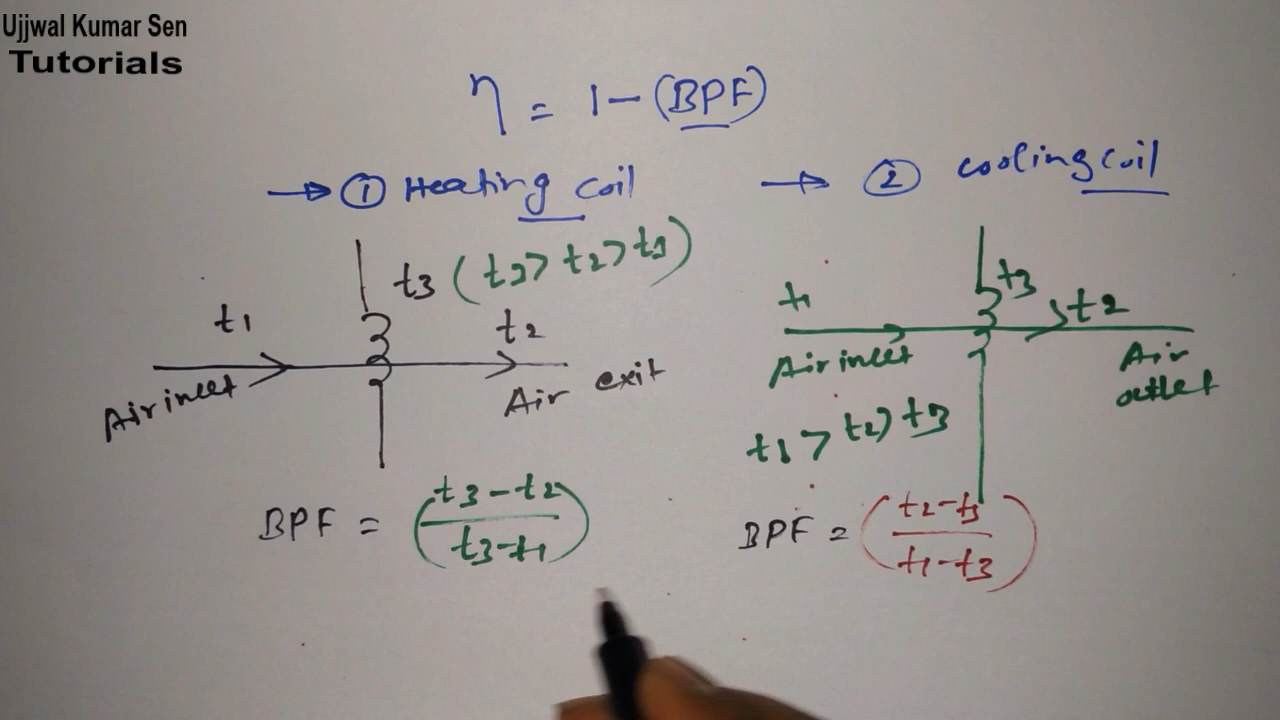 Ujjwal Kumar Sen
Tutorials
η = 1 - (BPF)
→ ① Heating coil
→ ② cooling coil
t3 (t3 > t2 > t1)
t1
t2
Air inlet
Air exit
BPF = (t3-t2 / t3-t1)
t3
t1
t2
Air inlet
Air
outlet
t1 > t2 > t3
BPF = (t2-t3 / t1-t3)